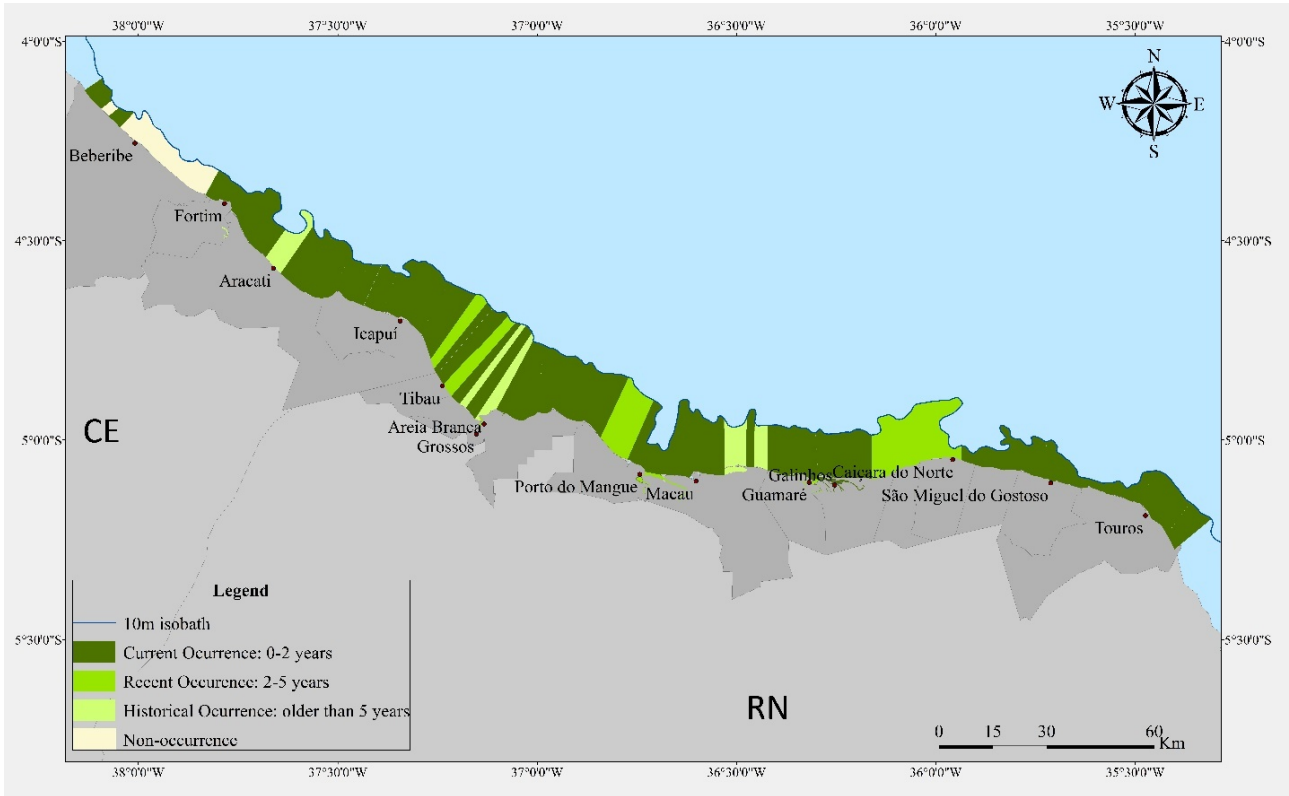 38°0'0"W 37°30'0"W 37°0'0"W 36°30'0"W 36°0'0"W 35°30'0"W
4°0'0"S 4°0'0"S
N
W E
S
Beberibe
Fortim
4°30'0"S 4°30'0"S
Aracati
Icapuí
Tibau
CE
Areia Branca
5°0'0"S 5°0'0"S
Grossos
Galinhos
Caiçara do Norte
Porto do Mangue
Macau
Guamaré
São Miguel do Gostoso
Touros
Legend
10m isobath
5°30'0"S 5°30'0"S
Current Ocurrence: 0-2 years
Recent Occurence: 2-5 years
Historical Ocurrence: older than 5 years
Non-occurrence
RN
0 15 30 60
Km
38°0'0"W 37°30'0"W 37°0'0"W 36°30'0"W 36°0'0"W 35°30'0"W